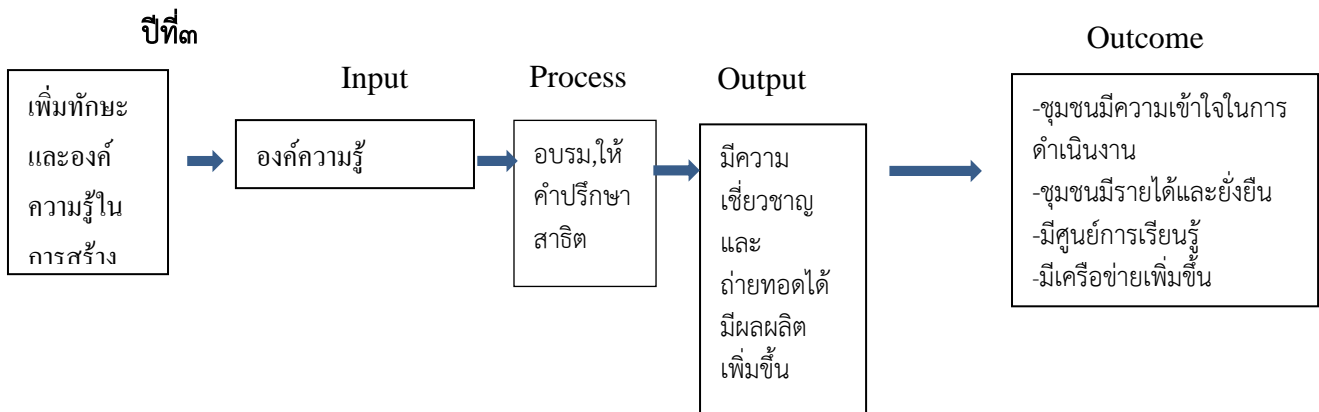 ปีที่๓
Outcome
Input
Process
Output
เพิ่มทักษะ
และองค์
ความรู้ใน
การสร้าง
องค์ความรู้
อบรม,ให้
คำปรึกษา
สาธิต
มีความ
เชี่ยวชาญ
และ
ถ่ายทอดได้
มีผลผลิต
เพิ่มขึ้น
-ชุมชนมีความเข้าใจในการ
ดำเนินงาน
-ชุมชนมีรายได้และยั่งยืน
-มีศูนย์การเรียนรู้
-มีเครือข่ายเพิ่มขึ้น